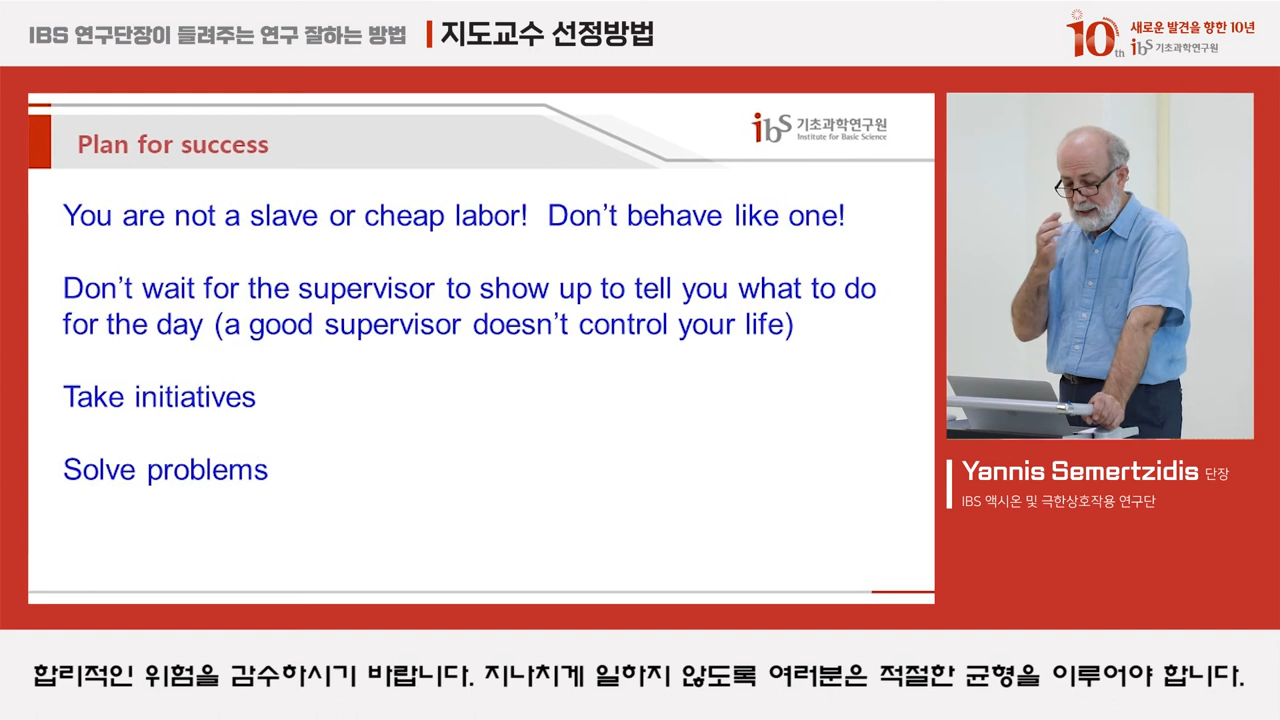 IBS 연구단장이 들려주는 연구 잘하는 방법 지도교수 선정방법
10th
새로운 발견을 향한 10년
ibS 기초과학연구원
Plan for success
ibS 기초과학연구원
Institute for Basic Science
You are not a slave or cheap labor! Don't behave like one!
Don't wait for the supervisor to show up to tell you what to do
for the day (a good supervisor doesn't control your life)
Take initiatives
Solve problems
Yannis Semertzidis 단장
IBS 액시온 및 극한상호작용 연구단
합리적인 위험을 감수하시기 바랍니다. 지나치게 일하지 않도록 여러분은 적절한 균형을 이루어야 합니다.